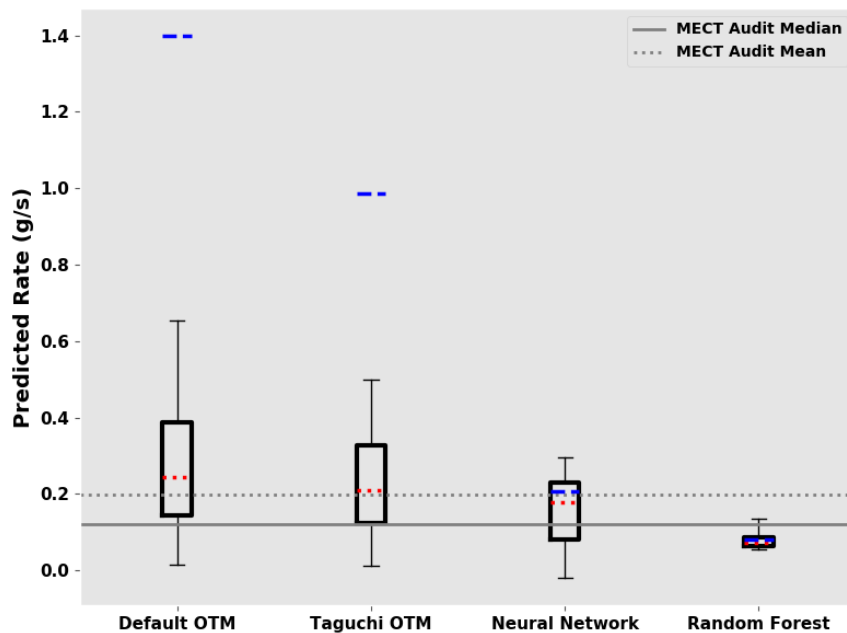 MECT Audit Median
MECT Audit Mean
Predicted Rate (g/s)
1.4
1.2
1.0
0.8
0.6
0.4
0.2
0.0
Default OTM
Taguchi OTM
Neural Network
Random Forest